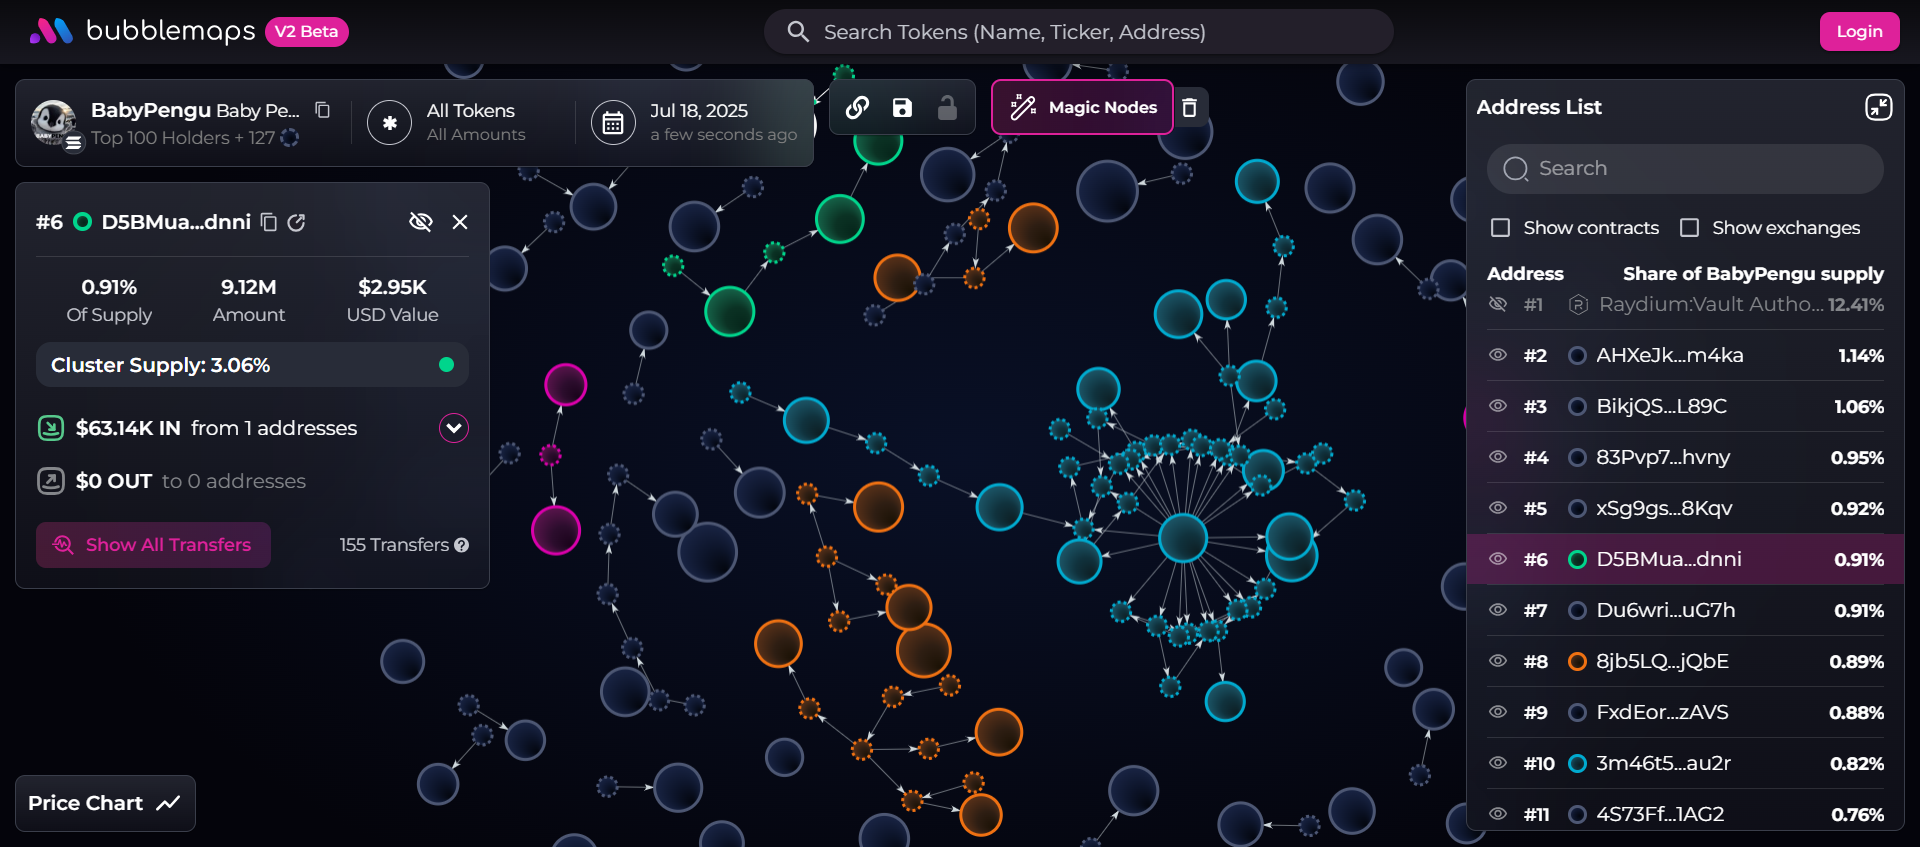 bubblemaps V2 Beta
Search Tokens (Name, Ticker, Address)
Login
BabyPengu Baby Pe...
Top 100 Holders + 127
All Tokens
All Amounts
Jul 18, 2025
a few seconds ago
Magic Nodes
#6 D5BMua...dnni
0.91% 9.12M $2.95K
Of Supply Amount USD Value
Cluster Supply: 3.06%
$63.14K IN from 1 addresses
$0 OUT to 0 addresses
Show All Transfers 155 Transfers ?
Price Chart
Address List
Search
Show contracts Show exchanges
Address Share of BabyPengu supply
#1 Raydium:Vault Autho... 12.41%
#2 AHXeJk...m4ka 1.14%
#3 BikjQS...L89C 1.06%
#4 83Pvp7...hvny 0.95%
#5 xSg9gs...8Kqv 0.92%
#6 D5BMua...dnni 0.91%
#7 Du6wri...uG7h 0.91%
#8 8jb5LQ...jQbE 0.89%
#9 FxdEor...zAVS 0.88%
#10 3m46t5...au2r 0.82%
#11 4S73Ff...1AG2 0.76%